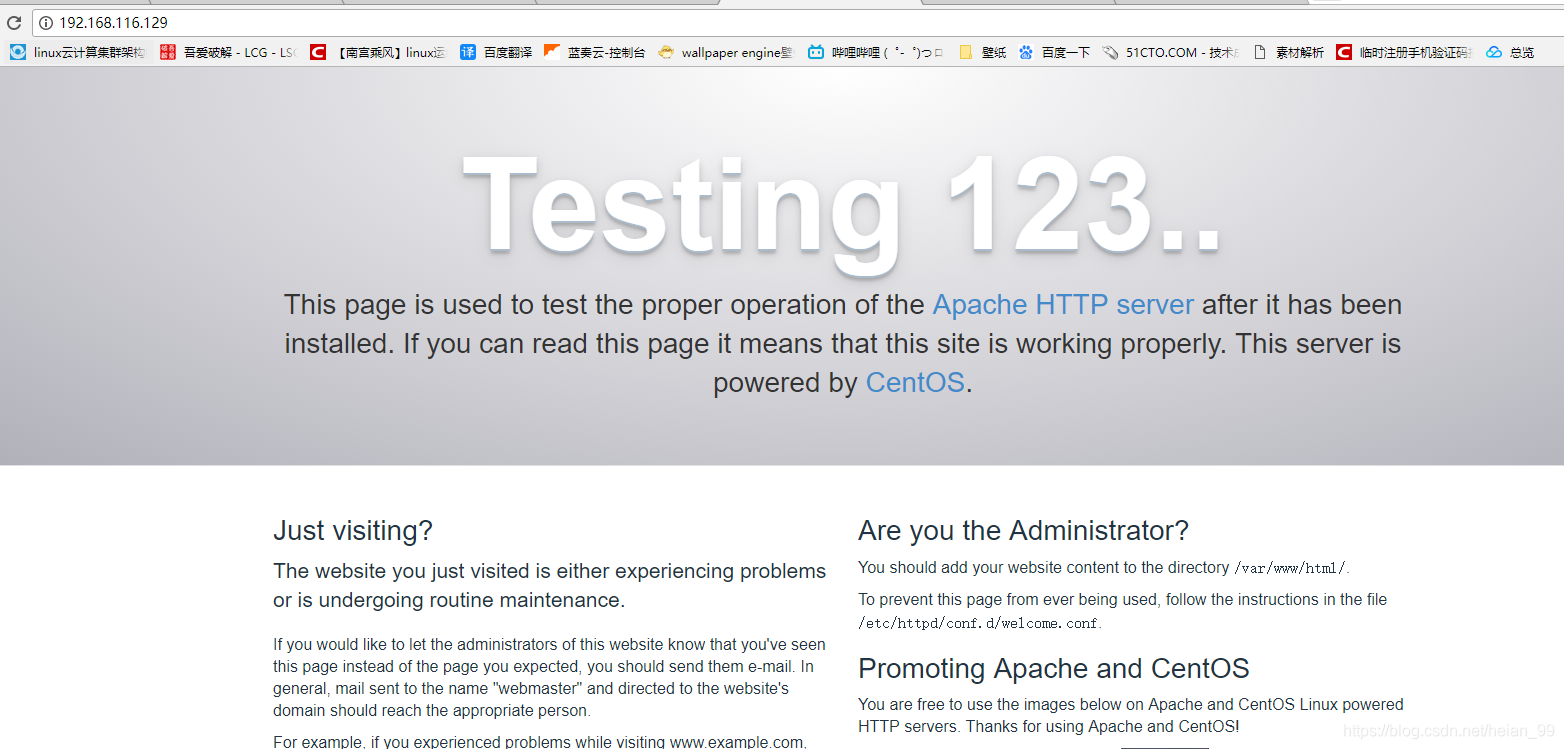 192.168.116.129
linux云计算集群架构
吾爱破解 - LCG - LSG
【南宫乘风】linux运
百度翻译
蓝奏云-控制台
wallpaper engine壁
哔哩哔哩 ( ゜- ゜)つロ
壁纸
百度一下
51CTO.COM - 技术
素材解析
临时注册手机验证码
总览
Testing 123..
This page is used to test the proper operation of the Apache HTTP server after it has been
installed. If you can read this page it means that this site is working properly. This server is
powered by CentOS.
Just visiting?
The website you just visited is either experiencing problems
or is undergoing routine maintenance.
If you would like to let the administrators of this website know that you've seen
this page instead of the page you expected, you should send them e-mail. In
general, mail sent to the name "webmaster" and directed to the website's
domain should reach the appropriate person.
For example, if you experienced problems while visiting www.example.com,
Are you the Administrator?
You should add your website content to the directory /var/www/html/.
To prevent this page from ever being used, follow the instructions in the file
/etc/httpd/conf.d/welcome.conf.
Promoting Apache and CentOS
You are free to use the images below on Apache and CentOS Linux powered
HTTP servers. Thanks for using Apache and CentOS!
https://blog.csdn.net/heian_99